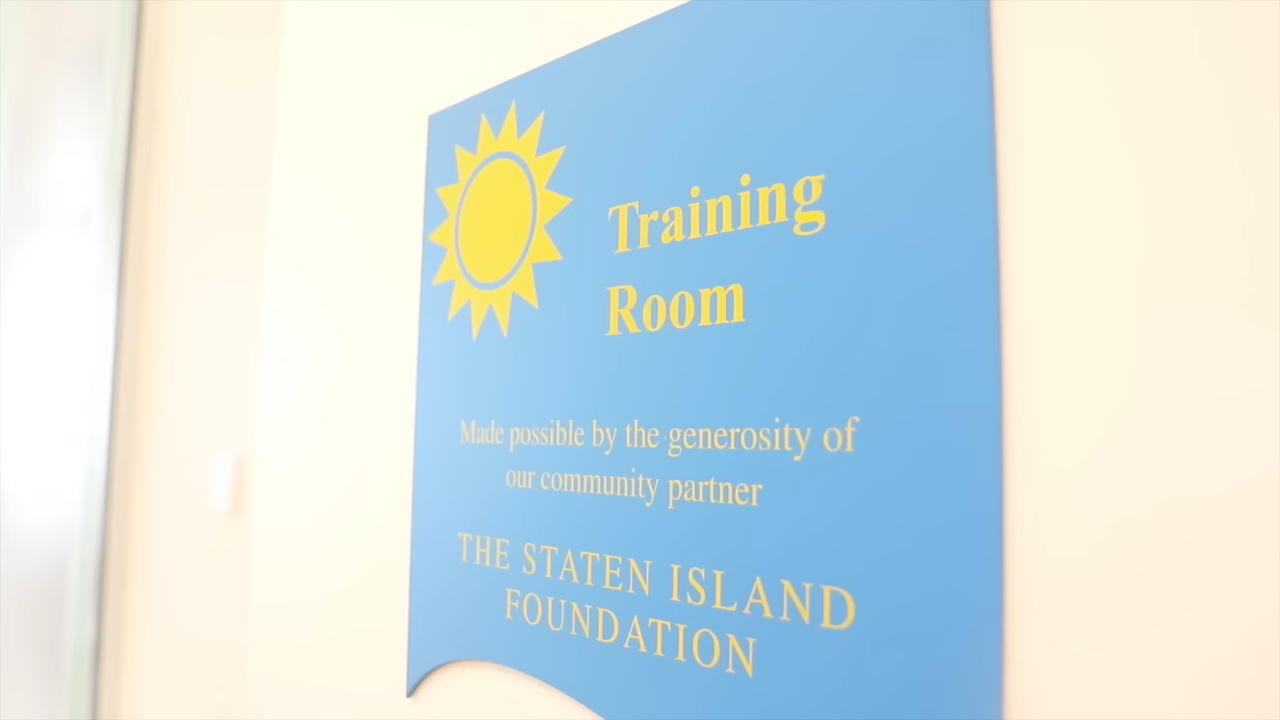 Training
Room
Made possible by the generosity of
our community partner
THE STATEN ISLAND
FOUNDATION